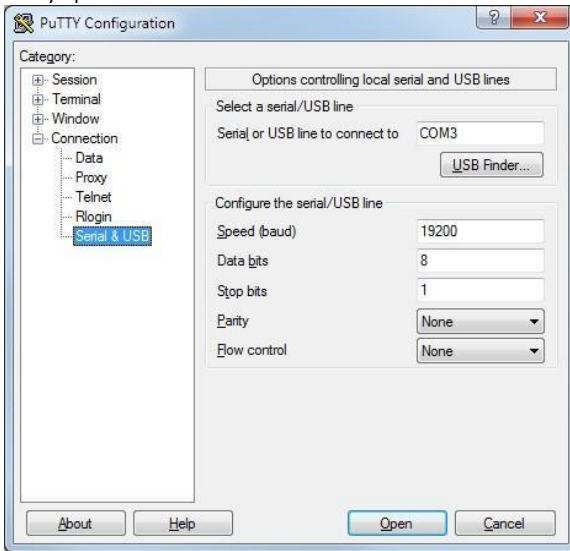 PuTTY Configuration
Category:
Session
Terminal
Window
Connection
Data
Proxy
Telnet
Rlogin
Serial & USB
Options controlling local serial and USB lines
Select a serial/USB line
Serial or USB line to connect to COM3
USB Finder...
Configure the serial/USB line
Speed (baud) 19200
Data bits 8
Stop bits 1
Parity None
Flow control None
About Help Open Cancel